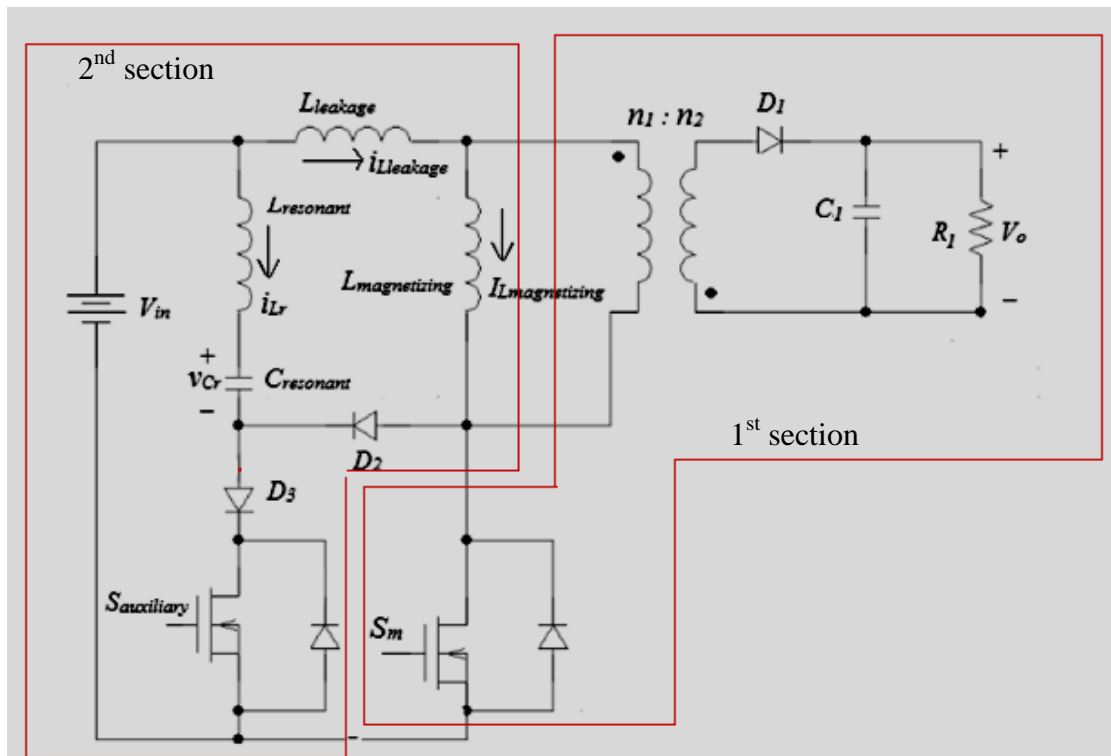 2nd section
Lleakage
iLleakage
n1 : n2
D1
Lresonant
iLr
Lmagnetizing
ILmagnetizing
C1
R1
+
Vo
−
Vin
+
vCr
−
Cresonant
D2
1st section
D3
Sauxiliary
Sm